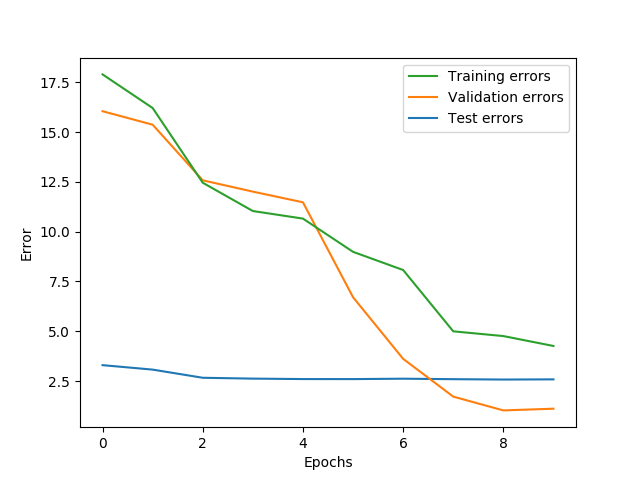 Training errors
Validation errors
Test errors
17.5
15.0
12.5
10.0
7.5
5.0
2.5
Error
0 2 4 6 8
Epochs